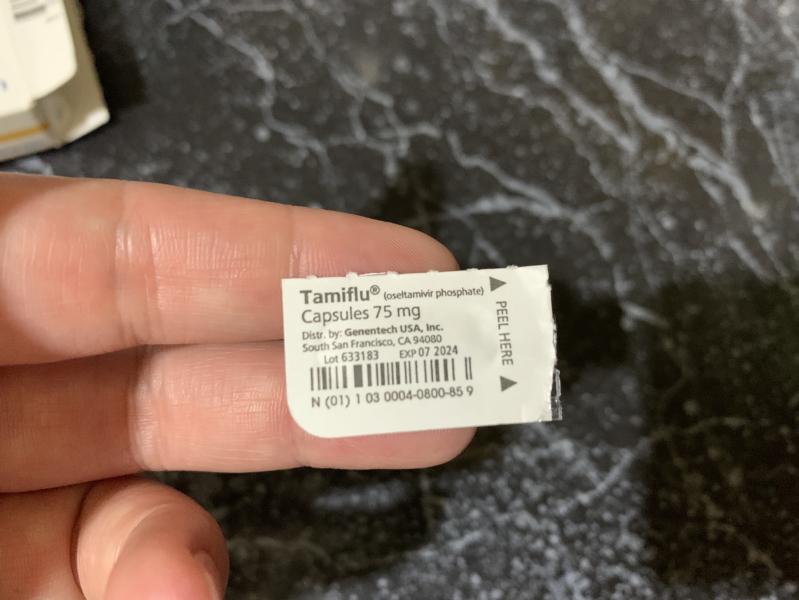 Tamiflu® (oseltamivir phosphate)
Capsules 75 mg
Distr. by: Genentech USA, Inc.
South San Francisco, CA 94080
Lot 633183 EXP 07 2024
N (01) 1 03 0004-0800-85 9
PEEL HERE